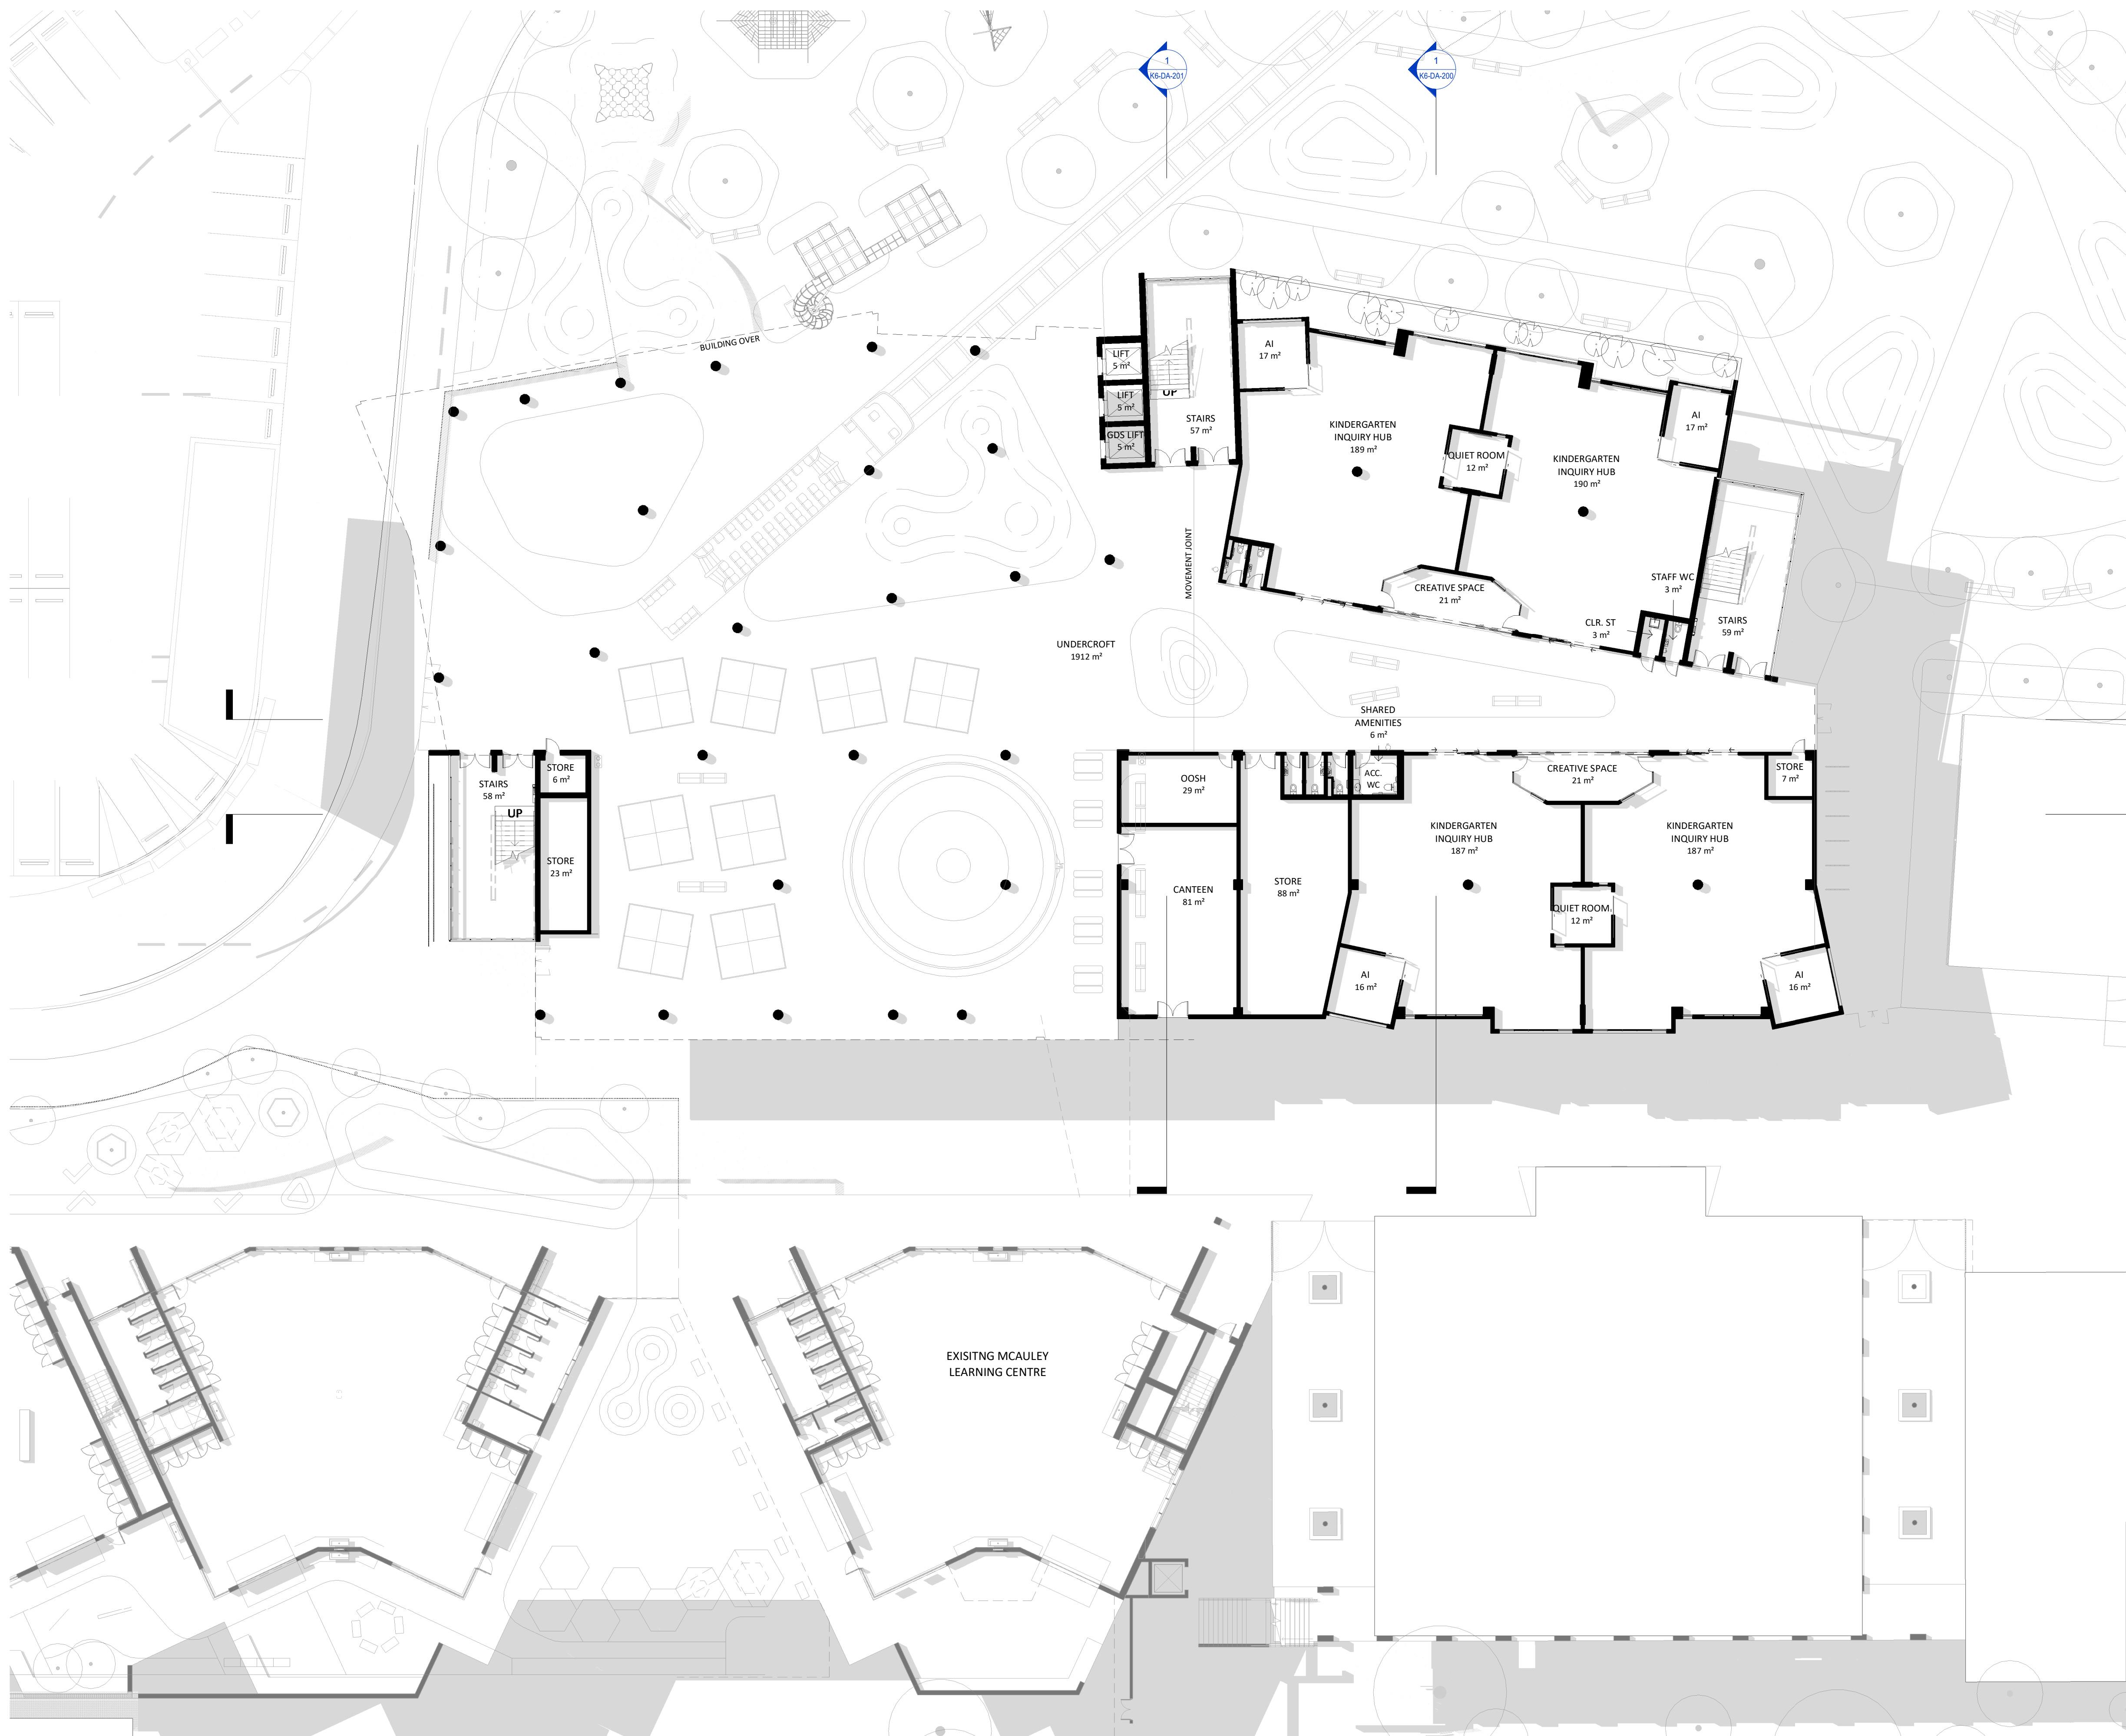 1
K6-DA-201
1
K6-DA-200
BUILDING OVER
LIFT
5 m²
LIFT
5 m²
GDS LIFT
5 m²
UP
STAIRS
57 m²
AI
17 m²
KINDERGARTEN
INQUIRY HUB
189 m²
QUIET ROOM
12 m²
KINDERGARTEN
INQUIRY HUB
190 m²
AI
17 m²
MOVEMENT JOINT
CREATIVE SPACE
21 m²
STAFF WC
3 m²
CLR. ST
3 m²
STAIRS
59 m²
UNDERCROFT
1912 m²
SHARED
AMENITIES
6 m²
STAIRS
58 m²
UP
STORE
6 m²
STORE
23 m²
OOSH
29 m²
CANTEEN
81 m²
STORE
88 m²
ACC.
WC
CREATIVE SPACE
21 m²
STORE
7 m²
KINDERGARTEN
INQUIRY HUB
187 m²
KINDERGARTEN
INQUIRY HUB
187 m²
QUIET ROOM
12 m²
AI
16 m²
AI
16 m²
EXISITNG MCAULEY
LEARNING CENTRE